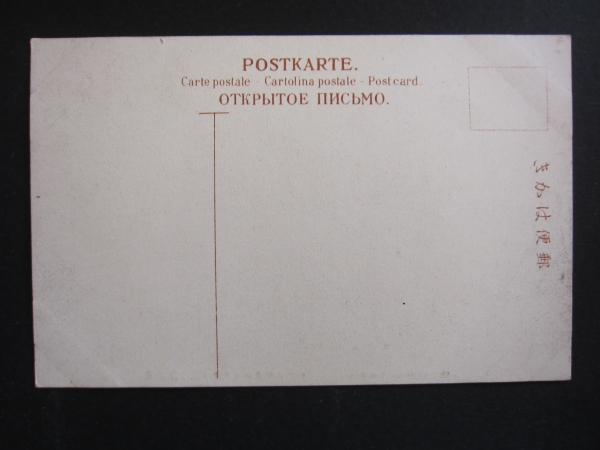 POSTKARTE.
Carte postale - Cartolina postale - Post card.
ОТКРЫТОЕ ПИСЬМО.
きかは便郵